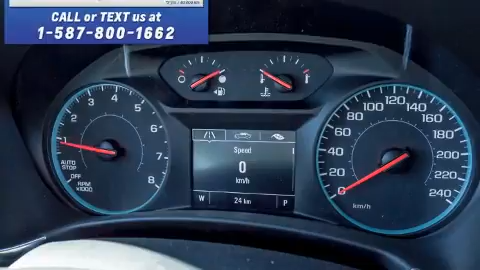 CALL or TEXT us at
1-587-800-1662
1 2 3 4 5 6 7 8
AUTO
STOP
OFF
RPM
x1000
Speed
0
km/h
W 24 km P
0 20 40 60 80 100 120 140 160 180 200 220 240
km/h